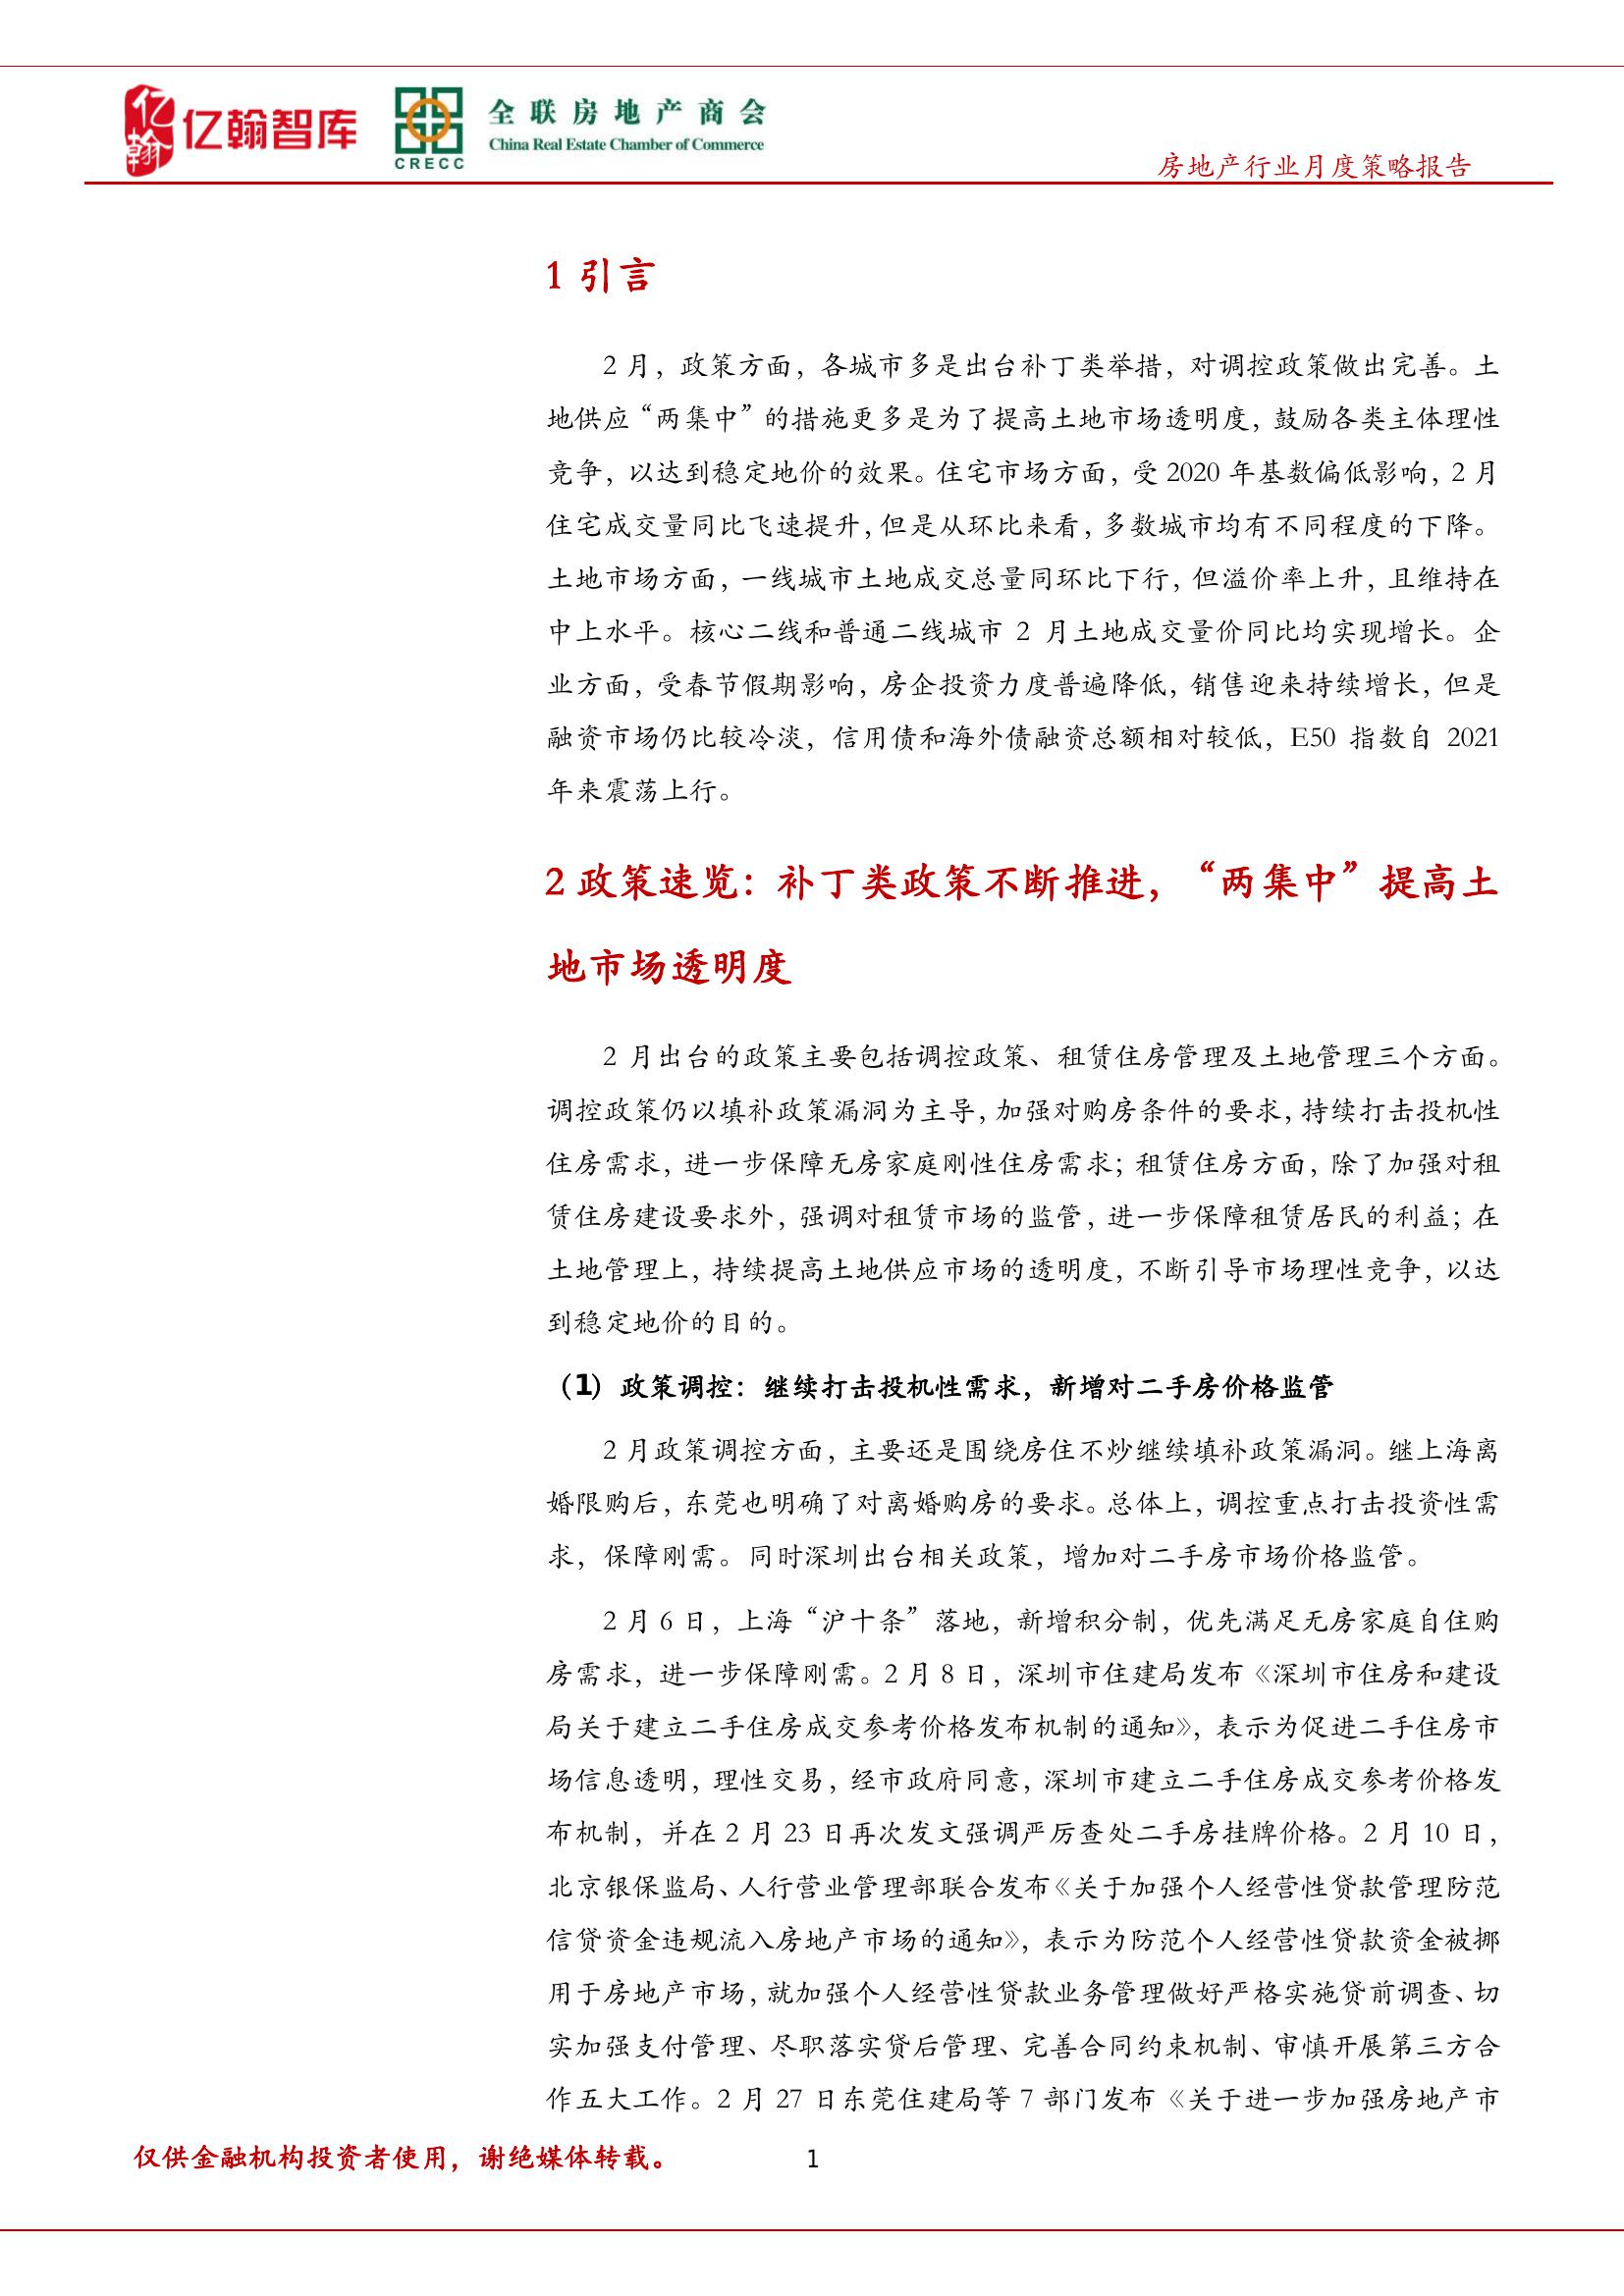 亿翰
亿翰智库
CRECC
全联房地产商会
China Real Estate Chamber of Commerce
房地产行业月度策略报告
1 引言
2 月，政策方面，各城市多是出台补丁类举措，对调控政策做出完善。土
地供应“两集中”的措施更多是为了提高土地市场透明度，鼓励各类主体理性
竞争，以达到稳定地价的效果。住宅市场方面，受 2020 年基数偏低影响，2 月
住宅成交量同比飞速提升，但是从环比来看，多数城市均有不同程度的下降。
土地市场方面，一线城市土地成交总量同环比下行，但溢价率上升，且维持在
中上水平。核心二线和普通二线城市 2 月土地成交量价同比均实现增长。企
业方面，受春节假期影响，房企投资力度普遍降低，销售迎来持续增长，但是
融资市场仍比较冷淡，信用债和海外债融资总额相对较低，E50 指数自 2021
年来震荡上行。
2 政策速览：补丁类政策不断推进，“两集中”提高土
地市场透明度
2 月出台的政策主要包括调控政策、租赁住房管理及土地管理三个方面。
调控政策仍以填补政策漏洞为主导，加强对购房条件的要求，持续打击投机性
住房需求，进一步保障无房家庭刚性住房需求；租赁住房方面，除了加强对租
赁住房建设要求外，强调对租赁市场的监管，进一步保障租赁居民的利益；在
土地管理上，持续提高土地供应市场的透明度，不断引导市场理性竞争，以达
到稳定地价的目的。
（1）政策调控：继续打击投机性需求，新增对二手房价格监管
2 月政策调控方面，主要还是围绕房住不炒继续填补政策漏洞。继上海离
婚限购后，东莞也明确了对离婚购房的要求。总体上，调控重点打击投资性需
求，保障刚需。同时深圳出台相关政策，增加对二手房市场价格监管。
2 月 6 日，上海“沪十条”落地，新增积分制，优先满足无房家庭自住购
房需求，进一步保障刚需。2 月 8 日，深圳市住建局发布《深圳市住房和建设
局关于建立二手住房成交参考价格发布机制的通知》，表示为促进二手住房市
场信息透明，理性交易，经市政府同意，深圳市建立二手住房成交参考价格发
布机制，并在 2 月 23 日再次发文强调严厉查处二手房挂牌价格。2 月 10 日，
北京银保监局、人行营业管理部联合发布《关于加强个人经营性贷款管理防范
信贷资金违规流入房地产市场的通知》，表示为防范个人经营性贷款资金被挪
用于房地产市场，就加强个人经营性贷款业务管理做好严格实施贷前调查、切
实加强支付管理、尽职落实贷后管理、完善合同约束机制、审慎开展第三方合
作五大工作。2 月 27 日东莞住建局等 7 部门发布《关于进一步加强房地产市
仅供金融机构投资者使用，谢绝媒体转载。
1